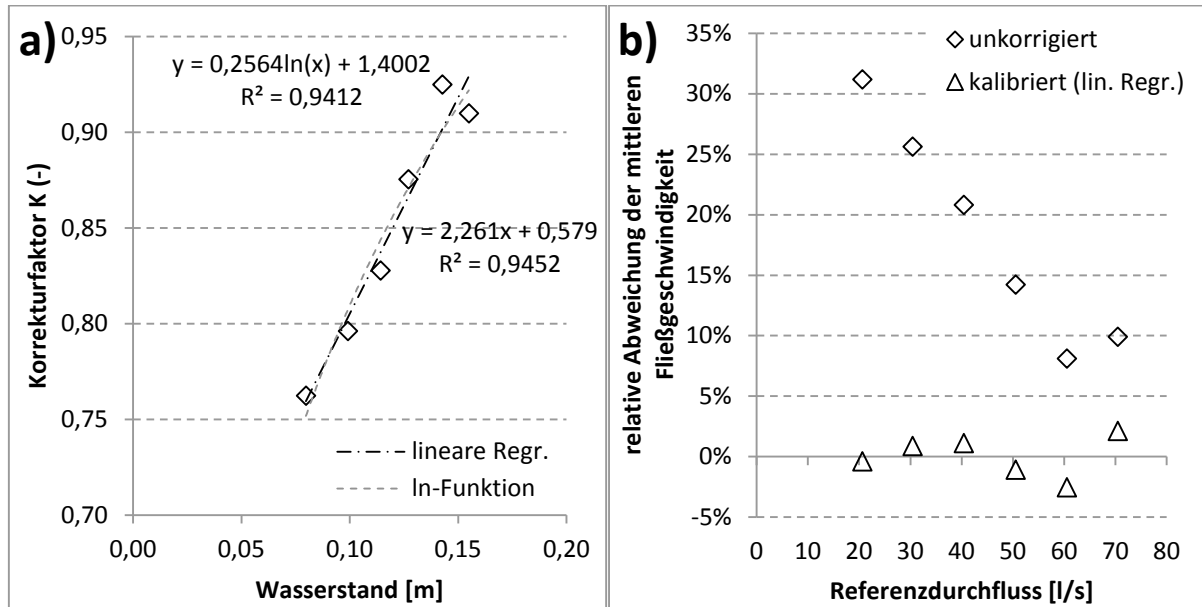 a)
0,95
0,90
0,85
0,80
0,75
0,70
0,00
0,05
0,10
0,15
0,20
Korrekturfaktor K (-)
Wasserstand [m]
y = 0,2564ln(x) + 1,4002
R² = 0,9412
y = 2,261x + 0,579
R² = 0,9452
lineare Regr.
ln-Funktion
b)
35%
30%
25%
20%
15%
10%
5%
0%
-5%
0
10
20
30
40
50
60
70
80
relative Abweichung der mittleren
Fließgeschwindigkeit
Referenzdurchfluss [l/s]
unkorrigiert
kalibriert (lin. Regr.)